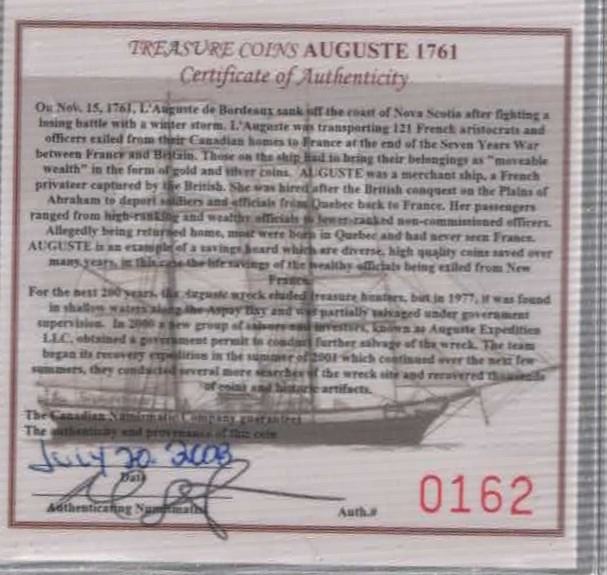 TREASURE COINS AUGUSTE 1761
Certificate of Authenticity
On Nov. 15, 1761, L'Auguste de Bordeaux sank off the coast of Nova Scotia after fighting a
losing battle with a winter storm. L'Auguste was transporting 121 French aristocrats and
officers exiled from their Canadian homes to France at the end of the Seven Years War
between France and Britain. Those on the ship had to bring their belongings as "moveable
wealth" in the form of gold and silver coins. AUGUSTE was a merchant ship, a French
privateer captured by the British. She was hired after the British conquest on the Plains of
Abraham to deport soldiers and officials from Quebec back to France. Her passengers
ranged from high-ranking and wealthy officials to lower-ranked non-commissioned officers.
Allegedly being returned home, most were born in Quebec and had never seen France.
AUGUSTE is an example of a savings hoard which are diverse, high quality coins saved over
many years, in this case the life savings of the wealthy officials being exiled from New
France.
For the next 200 years, the Auguste wreck eluded treasure hunters, but in 1977, it was found
in shallow waters along the Aspay Bay and was partially salvaged under government
supervision. In 2000 a new group of salvors and investors, known as Auguste Expedition
LLC, obtained a government permit to conduct further salvage of the wreck. The team
began its recovery expedition in the summer of 2001 which continued over the next few
summers, they conducted several more searches of the wreck site and recovered thousands
of coins and historic artifacts.
The Canadian Numismatic Company guarantees
The authenticity and provenance of this coin
July 20. 2008
Date
Authenticating Numismatist
Auth.#
0162